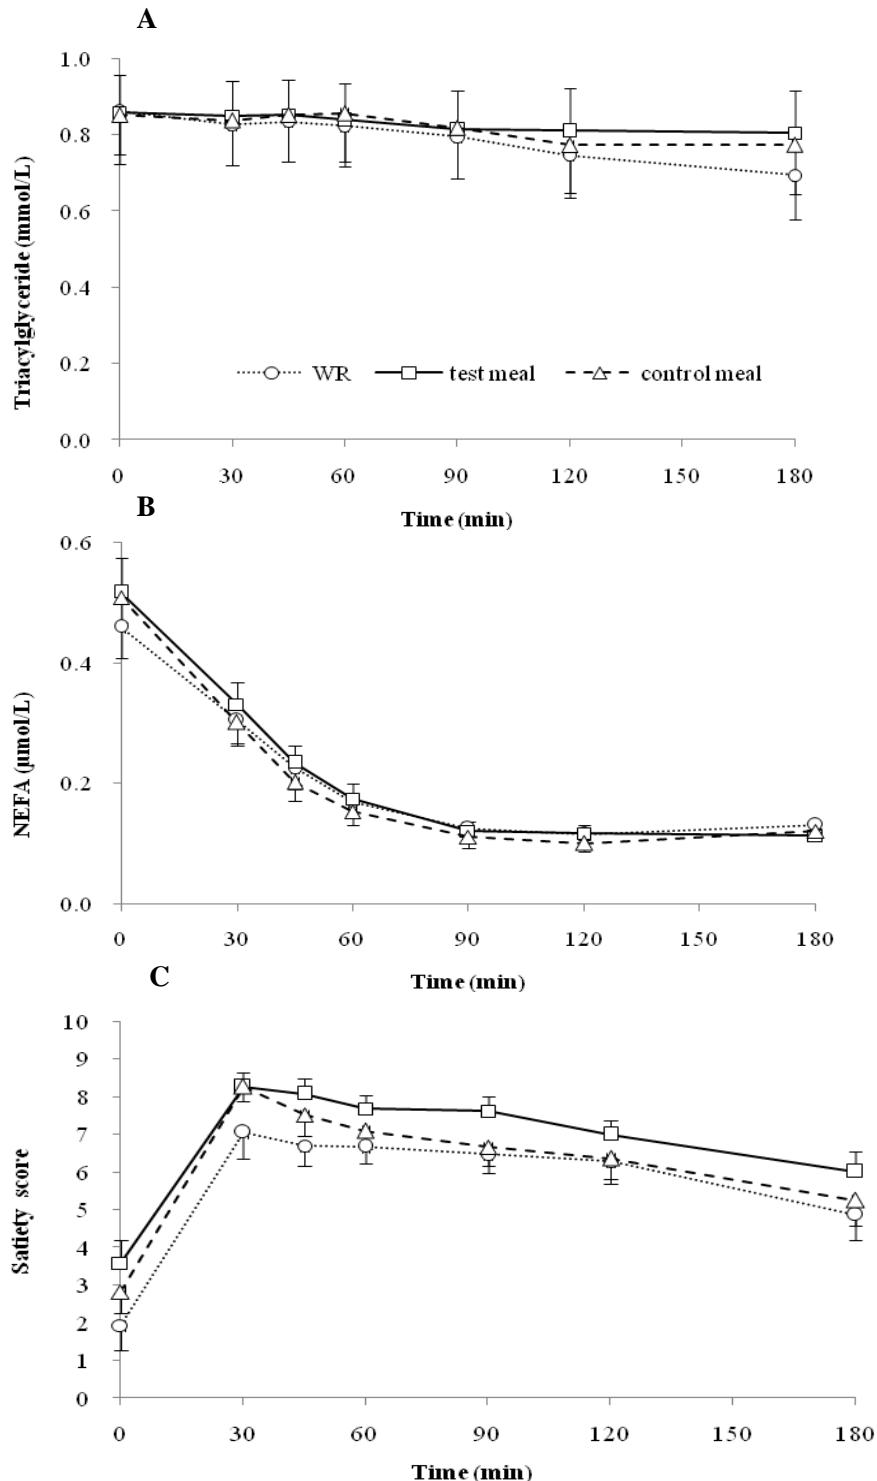 A
Triacylglyceride (mmol/L)
1.0
0.8
0.6
0.4
0.2
0.0
WR test meal control meal
0 30 60 90 120 150 180
Time (min)
B
NEFA (µmol/L)
0.6
0.4
0.2
0.0
0 30 60 90 120 150 180
Time (min)
C
Satiety score
10
9
8
7
6
5
4
3
2
1
0
0 30 60 90 120 150 180
Time (min)